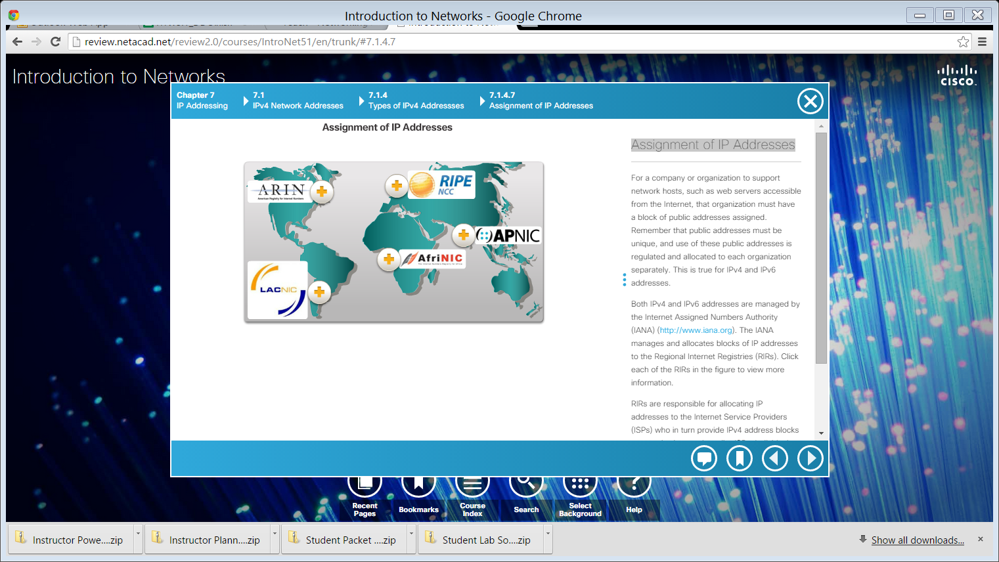 Introduction to Networks - Google Chrome
review.netacad.net/review2.0/courses/IntroNet51/en/trunk/#7.1.4.7
Introduction to Networks
CISCO
Chapter 7
IP Addressing
7.1
IPv4 Network Addresses
7.1.4
Types of IPv4 Addressses
7.1.4.7
Assignment of IP Addresses
Assignment of IP Addresses
ARIN
American Registry for Internet Numbers
RIPE
NCC
APNIC
AfriNIC
The Internet Numbers Registry for Africa
LACNIC
Assignment of IP Addresses
For a company or organization to support
network hosts, such as web servers accessible
from the Internet, that organization must have
a block of public addresses assigned.
Remember that public addresses must be
unique, and use of these public addresses is
regulated and allocated to each organization
separately. This is true for IPv4 and IPv6
addresses.
Both IPv4 and IPv6 addresses are managed by
the Internet Assigned Numbers Authority
(IANA) (http://www.iana.org). The IANA
manages and allocates blocks of IP addresses
to the Regional Internet Registries (RIRs). Click
each of the RIRs in the figure to view more
information.
RIRs are responsible for allocating IP
addresses to the Internet Service Providers
(ISPs) who in turn provide IPv4 address blocks
Recent
Pages
Bookmarks
Course
Index
Search
Select
Background
Help
Instructor Powe....zip
Instructor Plann....zip
Student Packet ....zip
Student Lab So....zip
Show all downloads...